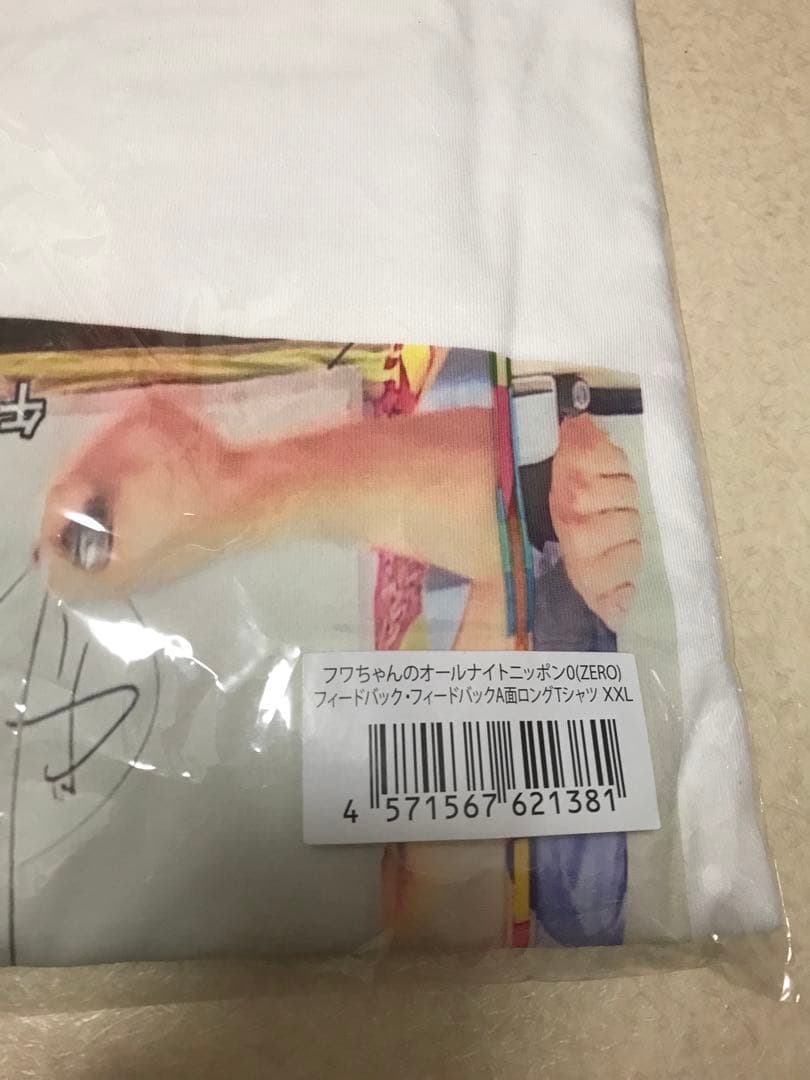 フワちゃんのオールナイトニッポン0(ZERO)
フィードバック・フィードバックA面ロングTシャツ XXL
4 571567 621381